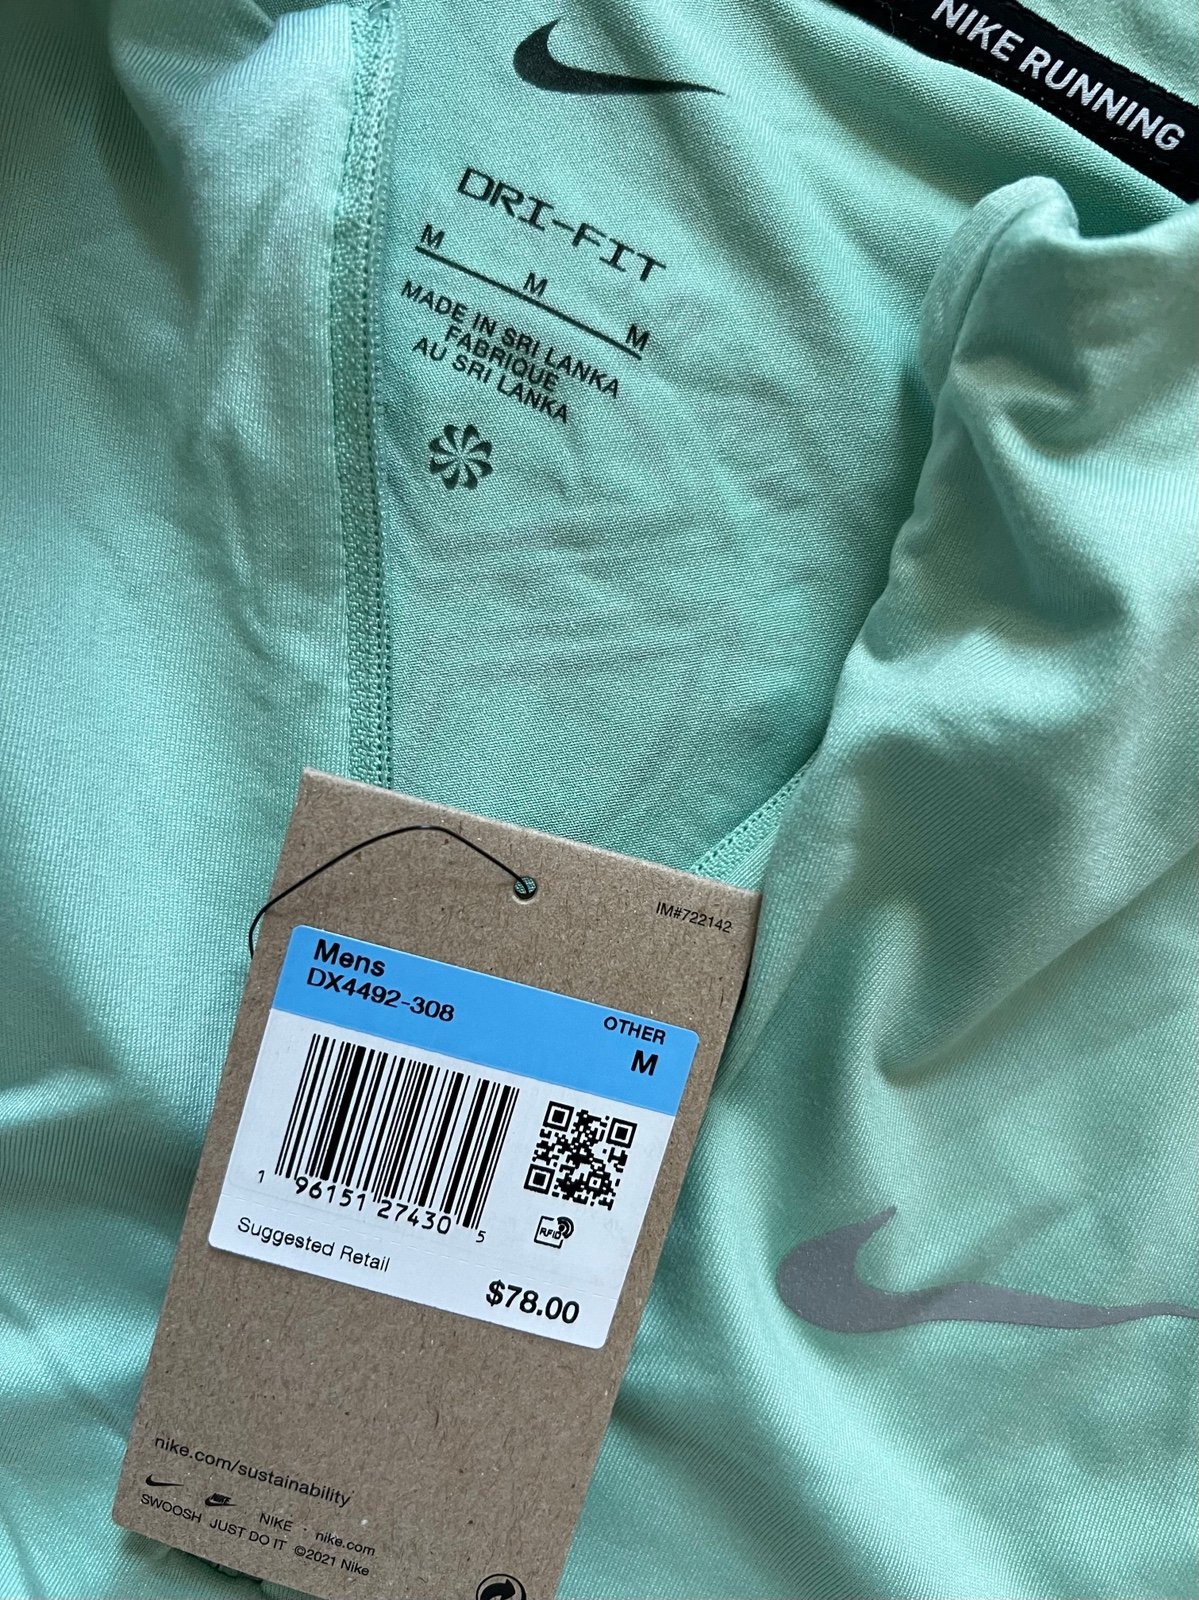 NIKE RUNNING
DRI-FIT
M
M
M
MADE IN SRI LANKA
FABRIQUE
AU SRI LANKA
IM#722142
Mens
DX4492-308
OTHER
M
1 96151 27430 5
RFID
Suggested Retail
$78.00
nike.com/sustainability
NIKE
NIKE · nike.com
SWOOSH JUST DO IT ©2021 Nike